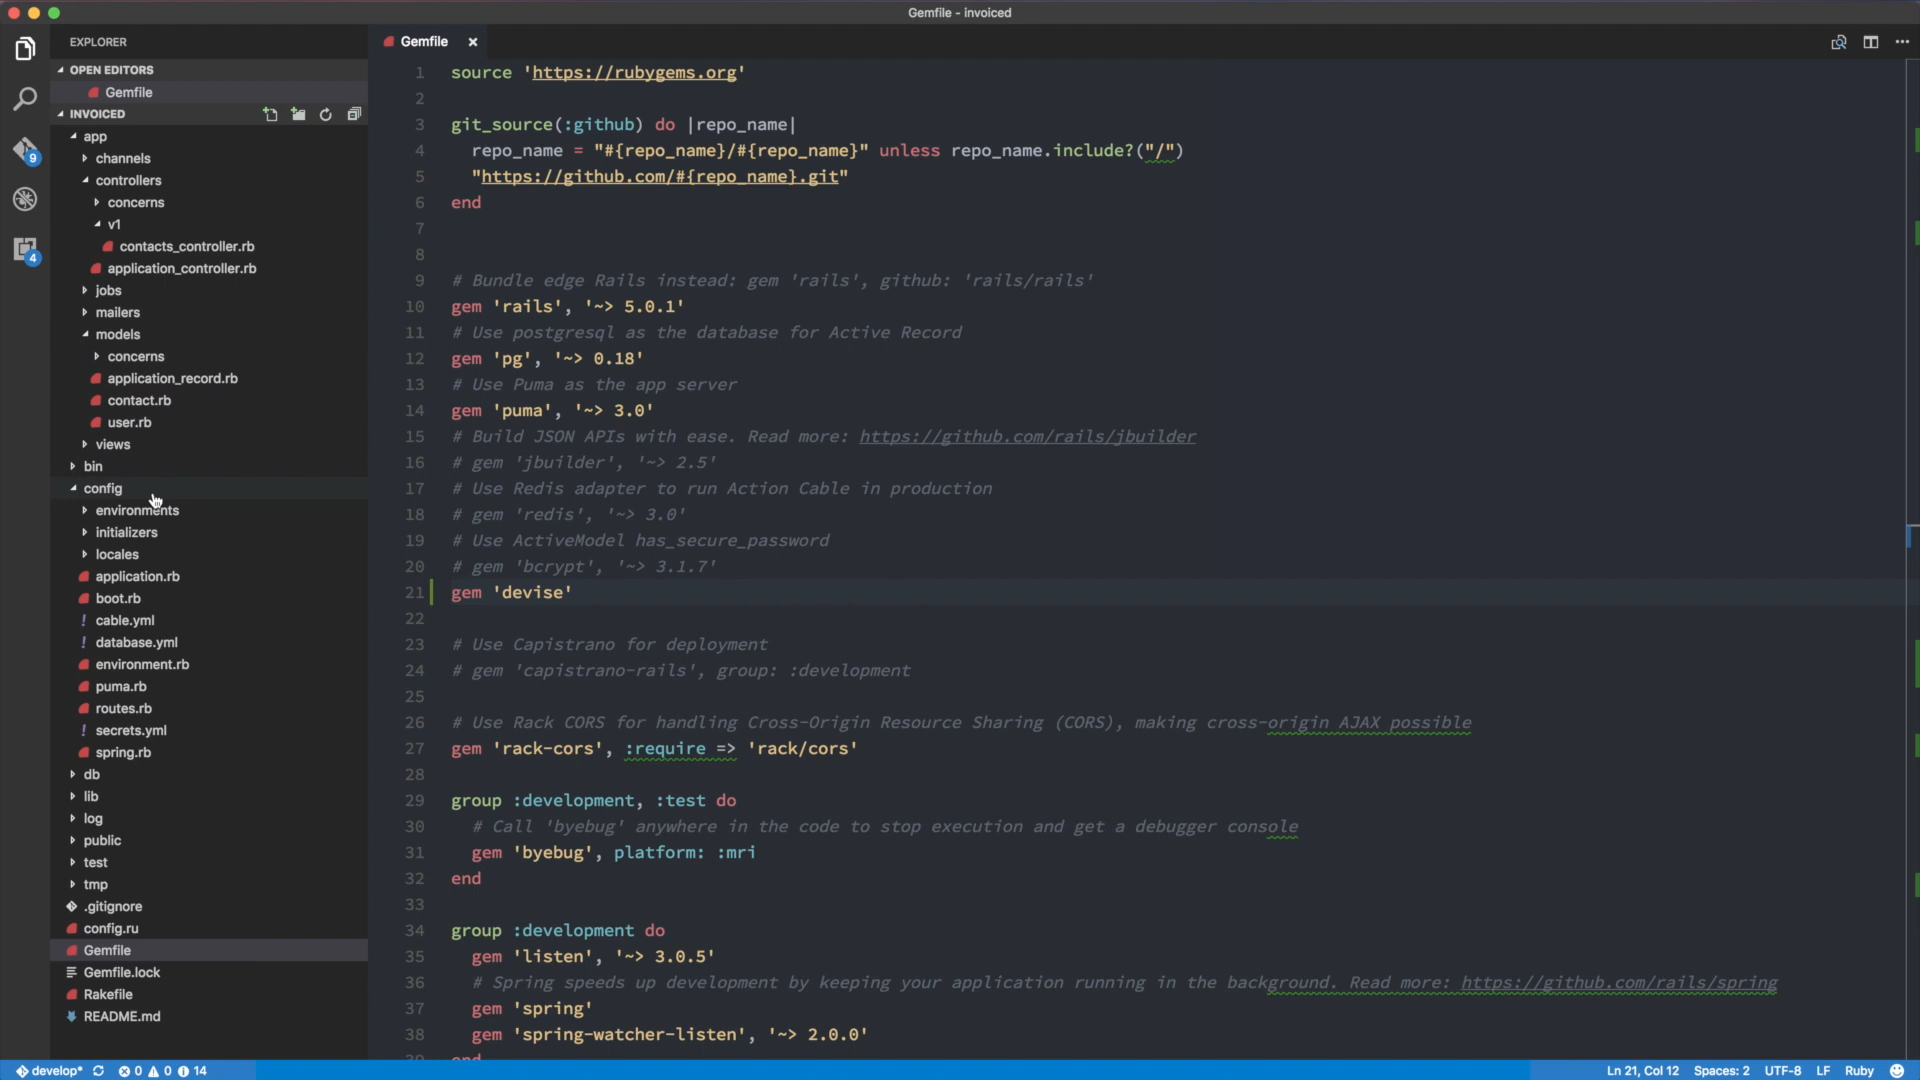 Gemfile - invoiced
EXPLORER
OPEN EDITORS
Gemfile
INVOICED
app
channels
controllers
concerns
v1
contacts_controller.rb
application_controller.rb
jobs
mailers
models
concerns
application_record.rb
contact.rb
user.rb
views
bin
config
environments
initializers
locales
application.rb
boot.rb
! cable.yml
! database.yml
environment.rb
puma.rb
routes.rb
! secrets.yml
spring.rb
db
lib
log
public
test
tmp
.gitignore
config.ru
Gemfile
Gemfile.lock
Rakefile
README.md
9
4
Gemfile ×
1 source 'https://rubygems.org'
2
3 git_source(:github) do |repo_name|
4 repo_name = "#{repo_name}/#{repo_name}" unless repo_name.include?("/")
5 "https://github.com/#{repo_name}.git"
6 end
7
8
9 # Bundle edge Rails instead: gem 'rails', github: 'rails/rails'
10 gem 'rails', '~> 5.0.1'
11 # Use postgresql as the database for Active Record
12 gem 'pg', '~> 0.18'
13 # Use Puma as the app server
14 gem 'puma', '~> 3.0'
15 # Build JSON APIs with ease. Read more: https://github.com/rails/jbuilder
16 # gem 'jbuilder', '~> 2.5'
17 # Use Redis adapter to run Action Cable in production
18 # gem 'redis', '~> 3.0'
19 # Use ActiveModel has_secure_password
20 # gem 'bcrypt', '~> 3.1.7'
21 gem 'devise'
22
23 # Use Capistrano for deployment
24 # gem 'capistrano-rails', group: :development
25
26 # Use Rack CORS for handling Cross-Origin Resource Sharing (CORS), making cross-origin AJAX possible
27 gem 'rack-cors', :require => 'rack/cors'
28
29 group :development, :test do
30 # Call 'byebug' anywhere in the code to stop execution and get a debugger console
31 gem 'byebug', platform: :mri
32 end
33
34 group :development do
35 gem 'listen', '~> 3.0.5'
36 # Spring speeds up development by keeping your application running in the background. Read more: https://github.com/rails/spring
37 gem 'spring'
38 gem 'spring-watcher-listen', '~> 2.0.0'
39 end
develop* 0 0 14
Ln 21, Col 12 Spaces: 2 UTF-8 LF Ruby